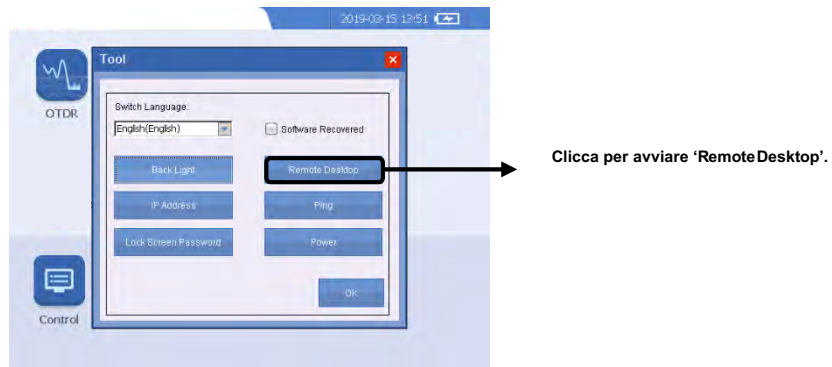 2019-03-15 13:51
Tool
OTDR
Switch Language:
English(English)
Software Recovered
Back Light
Remote Desktop
Clicca per avviare ‘RemoteDesktop’.
IP Address
Ping
Lock Screen Password
Power
OK
Control